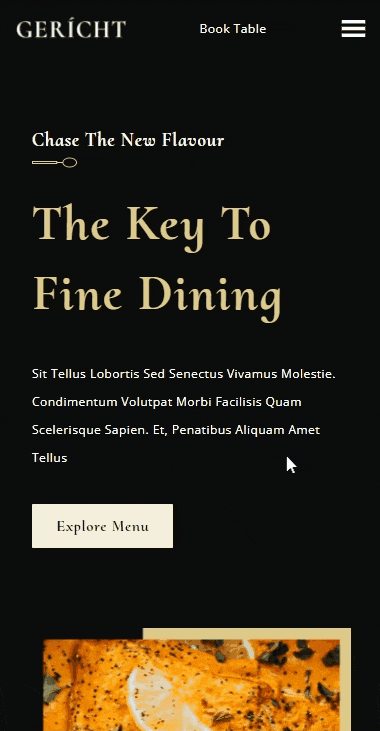 GERÍCHT
Book Table
Chase The New Flavour
The Key To
Fine Dining
Sit Tellus Lobortis Sed Senectus Vivamus Molestie.
Condimentum Volutpat Morbi Facilisis Quam
Scelerisque Sapien. Et, Penatibus Aliquam Amet
Tellus
Explore Menu